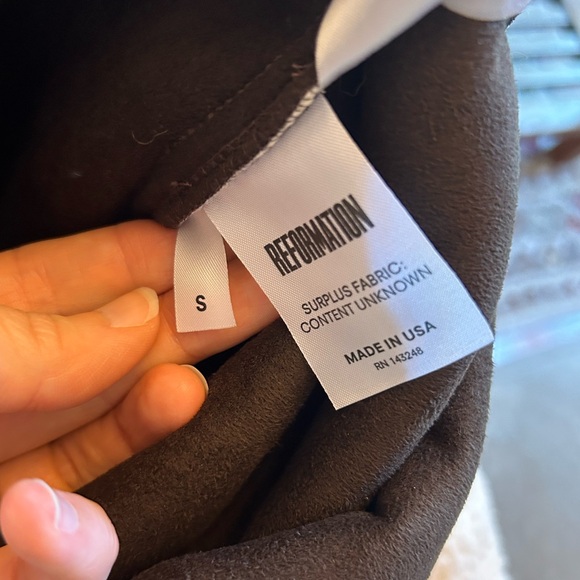 REFORMATION
SURPLUS FABRIC:
CONTENT UNKNOWN
MADE IN USA
RN 143248
S